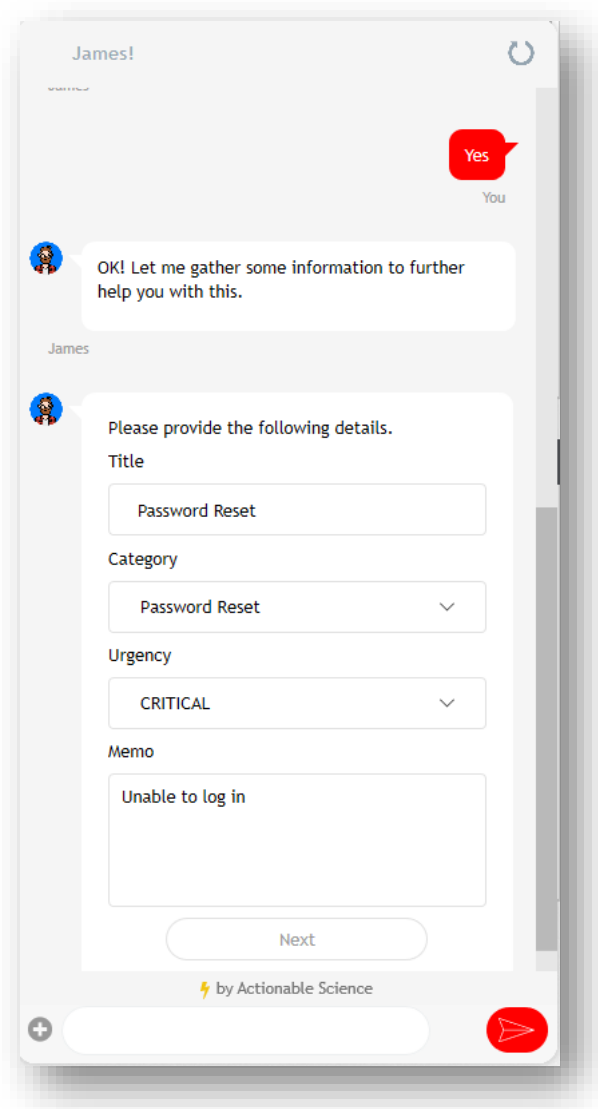 James!
James
Yes
You
OK! Let me gather some information to further
help you with this.
James
Please provide the following details.
Title
Password Reset
Category
Password Reset
Urgency
CRITICAL
Memo
Unable to log in
Next
by Actionable Science